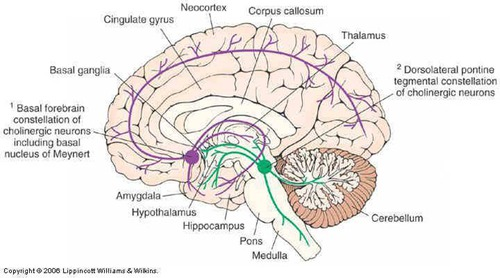 Neocortex
Cingulate gyrus
Corpus callosum
Thalamus
Basal ganglia
1 Basal forebrain
constellation of
cholinergic neurons
including basal
nucleus of Meynert
2 Dorsolateral pontine
tegmental constellation
of cholinergic neurons
Amygdala
Hypothalamus
Hippocampus
Pons
Medulla
Cerebellum
Copyright © 2006 Lippincott Williams & Wilkins.